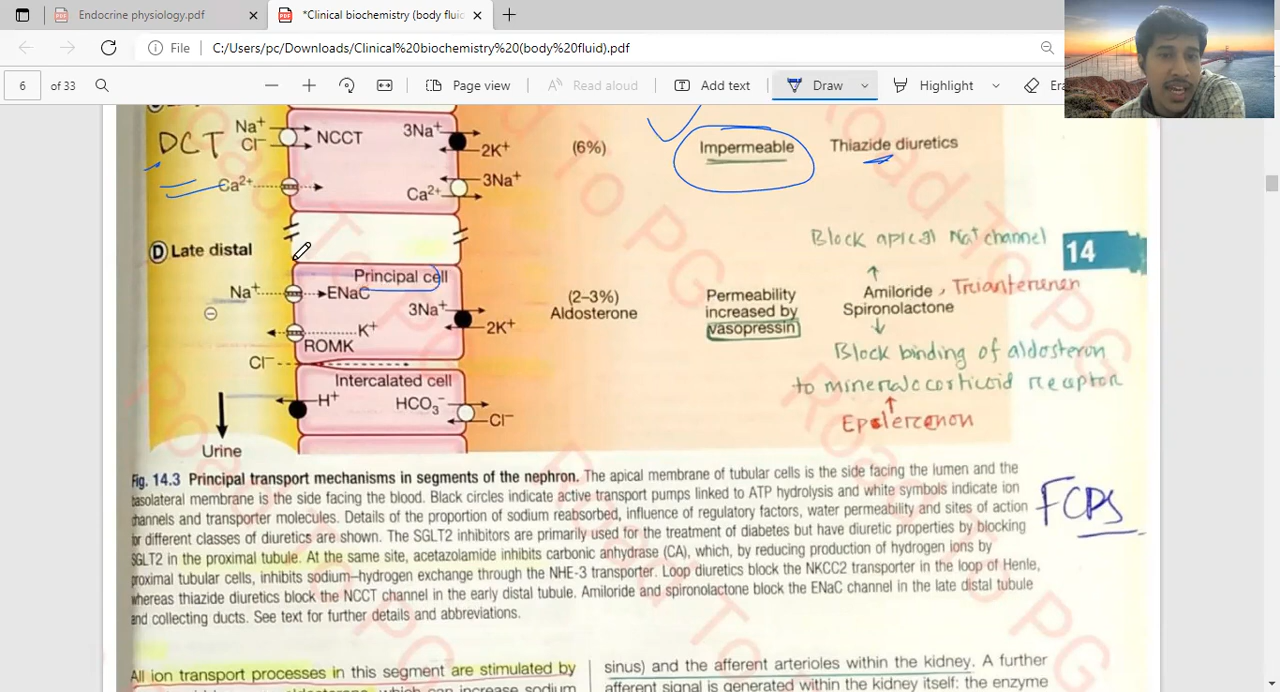 Endocrine physiology.pdf
*Clinical biochemistry (body fluid
File C:/Users/pc/Downloads/Clinical%20biochemistry%20(body%20fluid).pdf
6 of 33 Page view Read aloud Add text Draw Highlight Era
DCT
Na+
Cl-
NCCT
3Na+
2K+
Ca2+
Ca2+
3Na+
(6%)
Impermeable
Thiazide diuretics
D Late distal
Principal cell
Na+
ENaC
3Na+
2K+
K+
ROMK
Cl-
(2–3%)
Aldosterone
Permeability
increased by
vasopressin
Block apical Na+ channel
Amiloride , Trianterenen
Spironolactone
Block binding of aldosteron
to mineralocorticoid receptor
Epelerenon
14
Intercalated cell
H+
HCO3-
Cl-
Urine
Fig. 14.3 Principal transport mechanisms in segments of the nephron. The apical membrane of tubular cells is the side facing the lumen and the
basolateral membrane is the side facing the blood. Black circles indicate active transport pumps linked to ATP hydrolysis and white symbols indicate ion
channels and transporter molecules. Details of the proportion of sodium reabsorbed, influence of regulatory factors, water permeability and sites of action
or different classes of diuretics are shown. The SGLT2 inhibitors are primarily used for the treatment of diabetes but have diuretic properties by blocking
SGLT2 in the proximal tubule. At the same site, acetazolamide inhibits carbonic anhydrase (CA), which, by reducing production of hydrogen ions by
proximal tubular cells, inhibits sodium–hydrogen exchange through the NHE-3 transporter. Loop diuretics block the NKCC2 transporter in the loop of Henle,
whereas thiazide diuretics block the NCCT channel in the early distal tubule. Amiloride and spironolactone block the ENaC channel in the late distal tubule
and collecting ducts. See text for further details and abbreviations.
FCPS
All ion transport processes in this segment are stimulated by
sinus) and the afferent arterioles within the kidney. A further
afferent signal is generated within the kidney itself: the enzyme
Road To PG